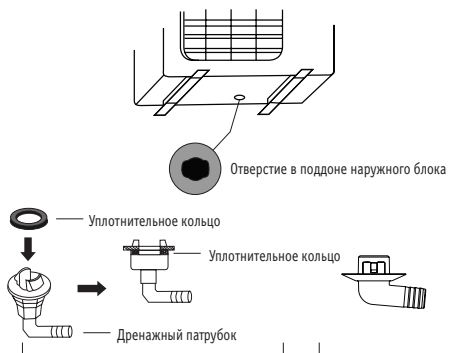 Отверстие в поддоне наружного блока
Уплотнительное кольцо
Уплотнительное кольцо
Дренажный патрубок